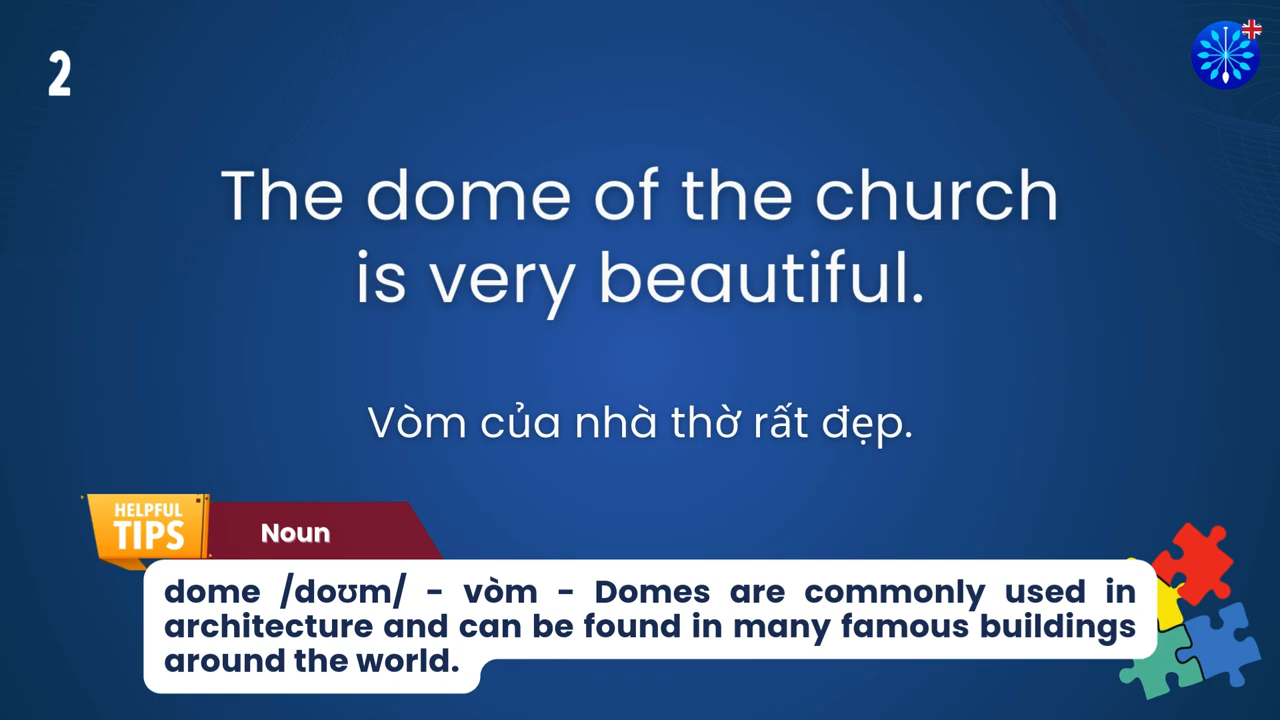 2
The dome of the church
is very beautiful.
Vòm của nhà thờ rất đẹp.
HELPFUL
TIPS
Noun
dome /doʊm/ - vòm - Domes are commonly used in
architecture and can be found in many famous buildings
around the world.